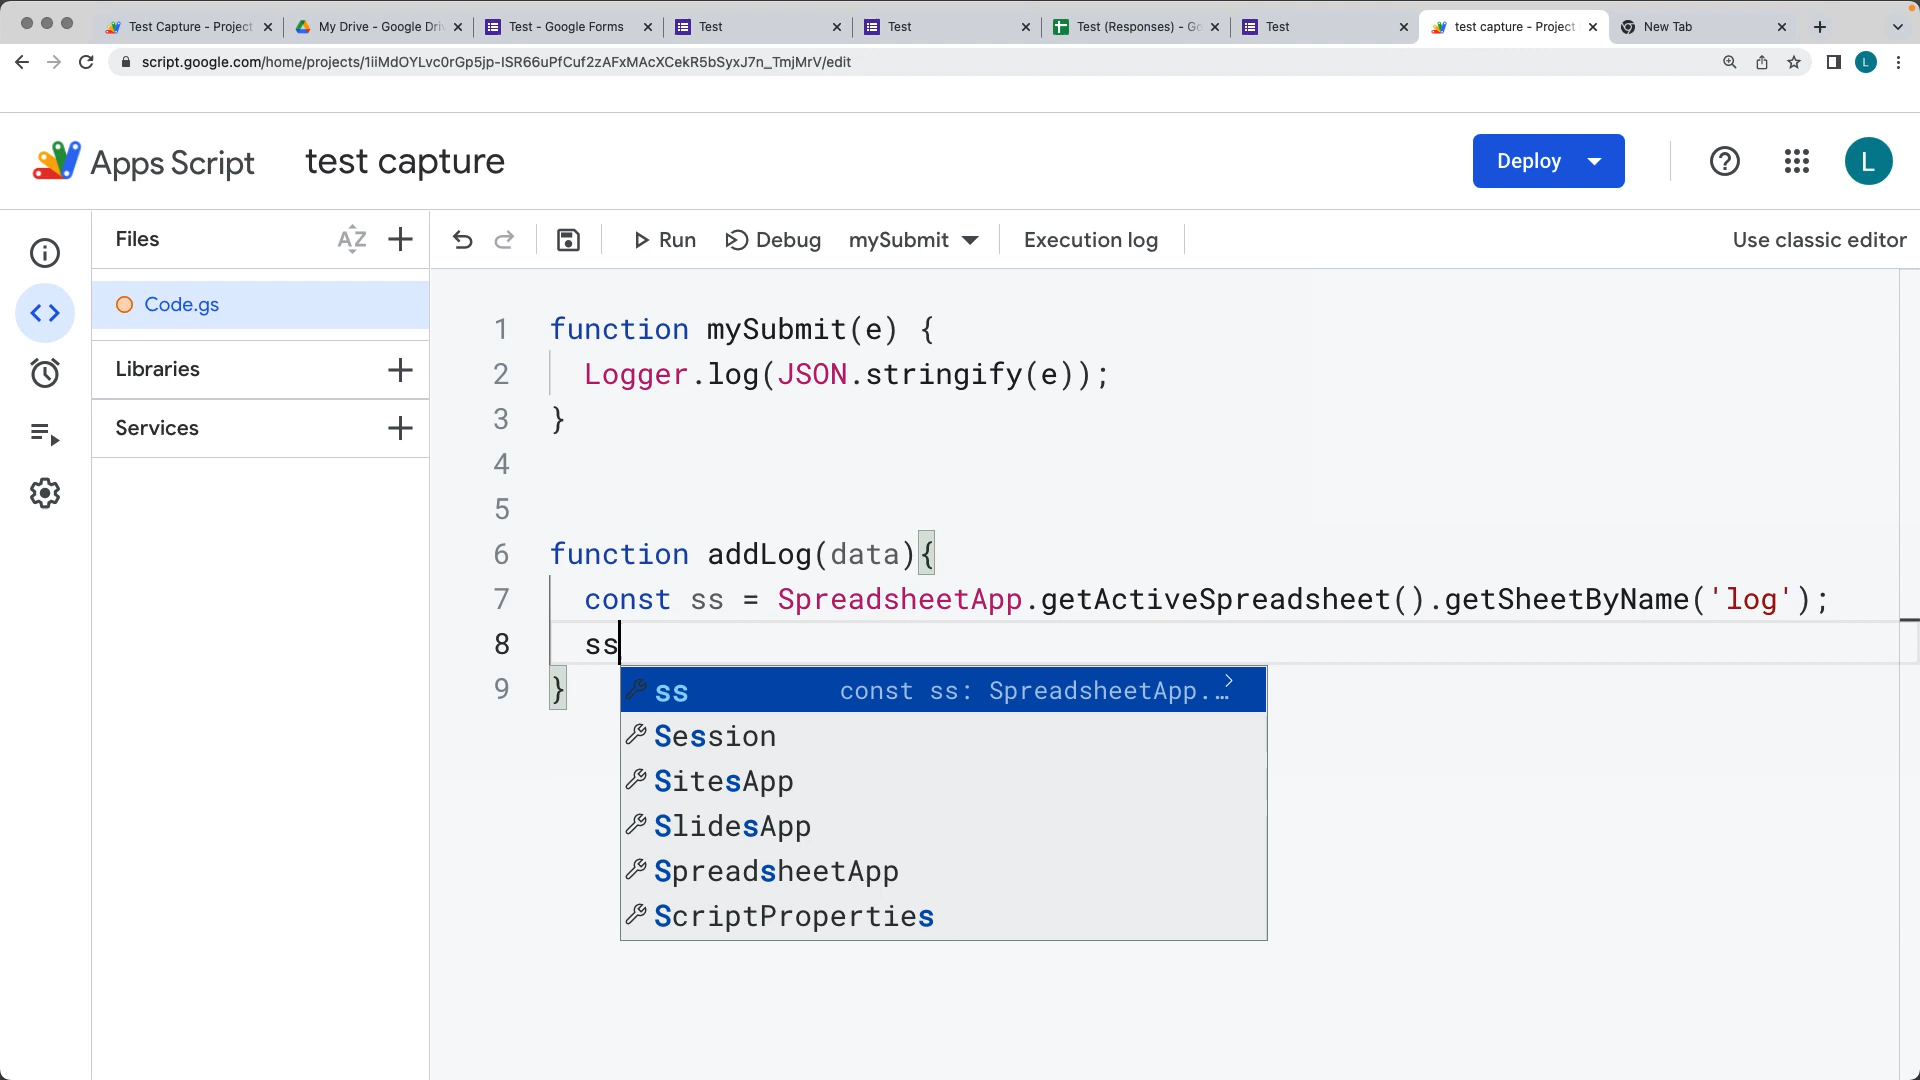 Test Capture - Project
My Drive - Google Dri
Test - Google Forms
Test
Test
Test (Responses) - Go
Test
test capture - Project
New Tab
script.google.com/home/projects/1iiMdOYLvc0rGp5jp-ISR66uPfCuf2zAFxMAcXCekR5bSyxJ7n_TmjMrV/edit
L
Apps Script
test capture
Deploy
L
Files
AZ
Run
Debug
mySubmit
Execution log
Use classic editor
Code.gs
Libraries
Services
1 function mySubmit(e) {
2 Logger.log(JSON.stringify(e));
3 }
4
5
6 function addLog(data){
7 const ss = SpreadsheetApp.getActiveSpreadsheet().getSheetByName('log');
8 ss
9 }
ss const ss: SpreadsheetApp.…
Session
SitesApp
SlidesApp
SpreadsheetApp
ScriptProperties